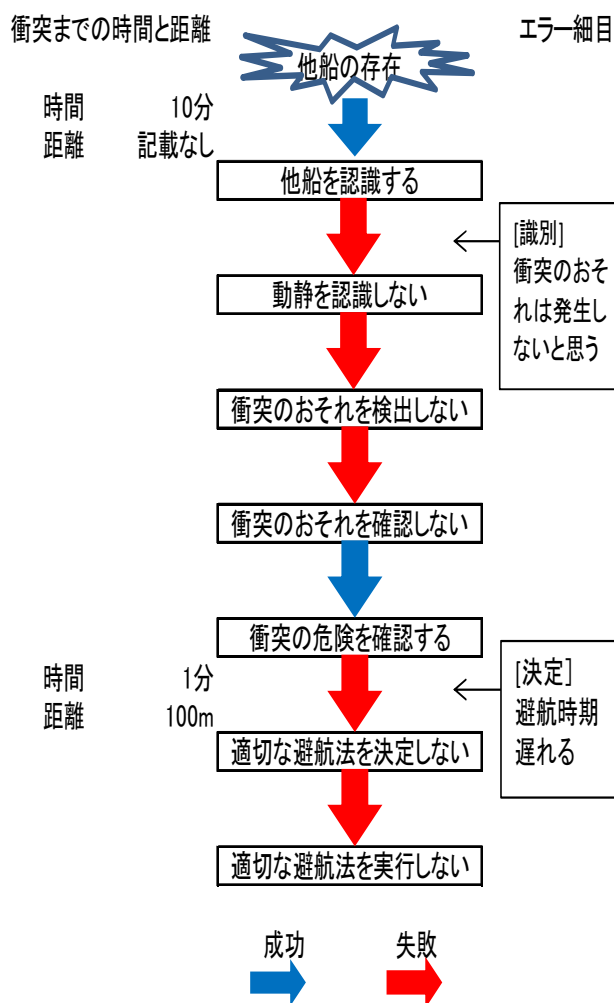 衝突までの時間と距離
エラー細目
他船の存在
時間 10分
距離 記載なし
他船を認識する
[識別]
衝突のおそ
れは発生し
ないと思う
動静を認識しない
衝突のおそれを検出しない
衝突のおそれを確認しない
衝突の危険を確認する
時間 1分
距離 100m
[決定]
避航時期
遅れる
適切な避航法を決定しない
適切な避航法を実行しない
成功
失敗